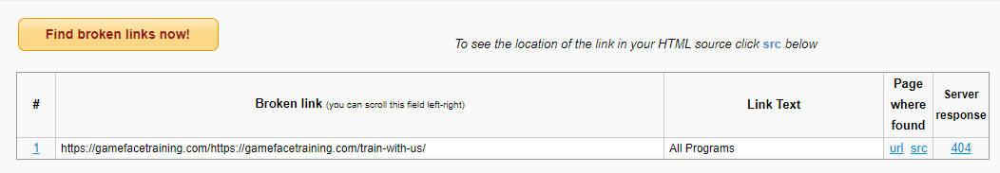 Find broken links now!
To see the location of the link in your HTML source click src below
# Broken link (you can scroll this field left-right) Link Text Page where found Server response
1 https://gamefacetraining.com/https://gamefacetraining.com/train-with-us/ All Programs url src 404